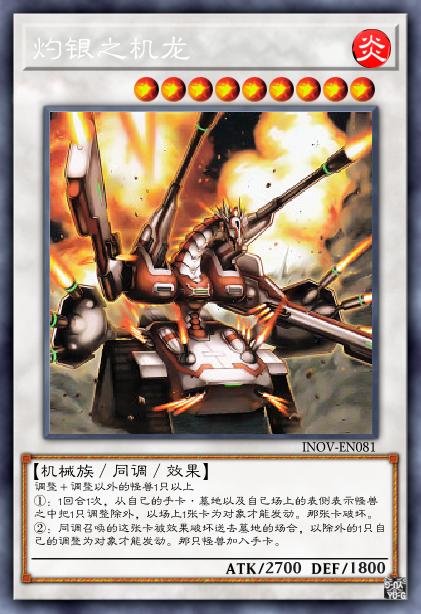 灼银之机龙
炎
INOV-EN081
【机械族／同调／效果】
调整＋调整以外的怪兽1只以上
①：1回合1次，从自己的手卡·墓地以及自己场上的表侧表示怪兽
之中把1只调整除外，以场上1张卡为对象才能发动。那张卡破坏。
②：同调召唤的这张卡被效果破坏送去墓地的场合，以除外的1只自
己的调整为对象才能发动。那只怪兽加入手卡。
ATK/2700 DEF/1800